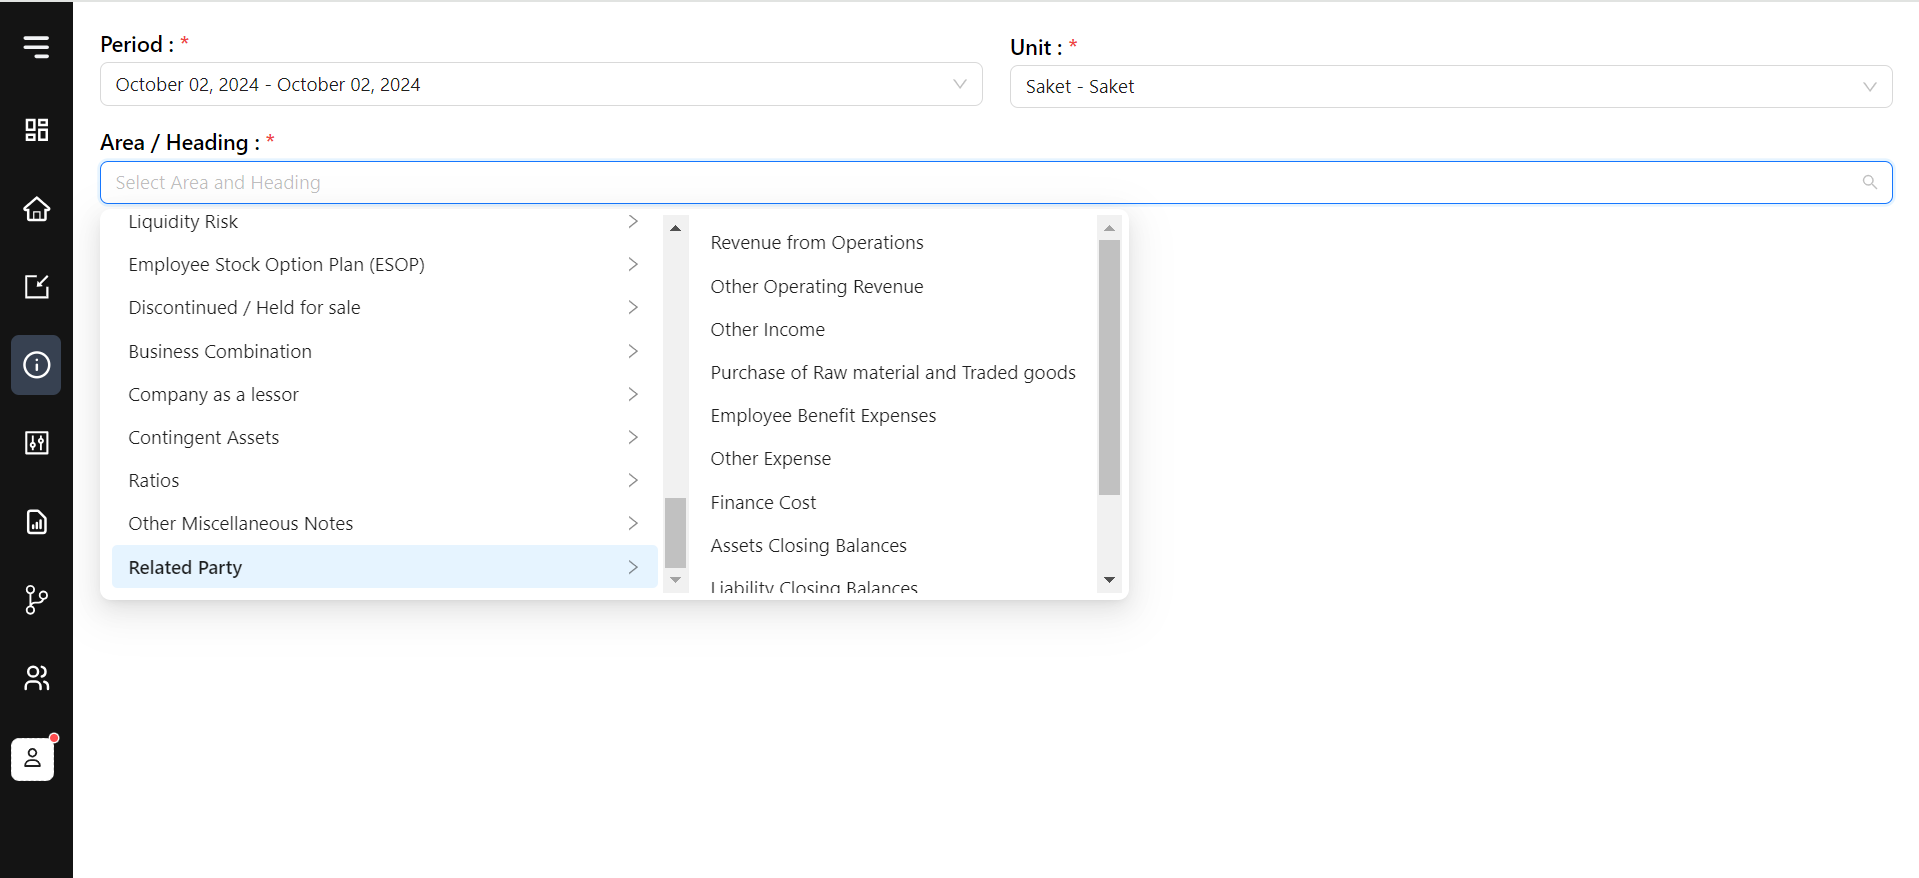 Period : *
October 02, 2024 - October 02, 2024
Unit : *
Saket - Saket
Area / Heading : *
Select Area and Heading
Liquidity Risk
Employee Stock Option Plan (ESOP)
Discontinued / Held for sale
Business Combination
Company as a lessor
Contingent Assets
Ratios
Other Miscellaneous Notes
Related Party
Revenue from Operations
Other Operating Revenue
Other Income
Purchase of Raw material and Traded goods
Employee Benefit Expenses
Other Expense
Finance Cost
Assets Closing Balances
Liability Closing Balances